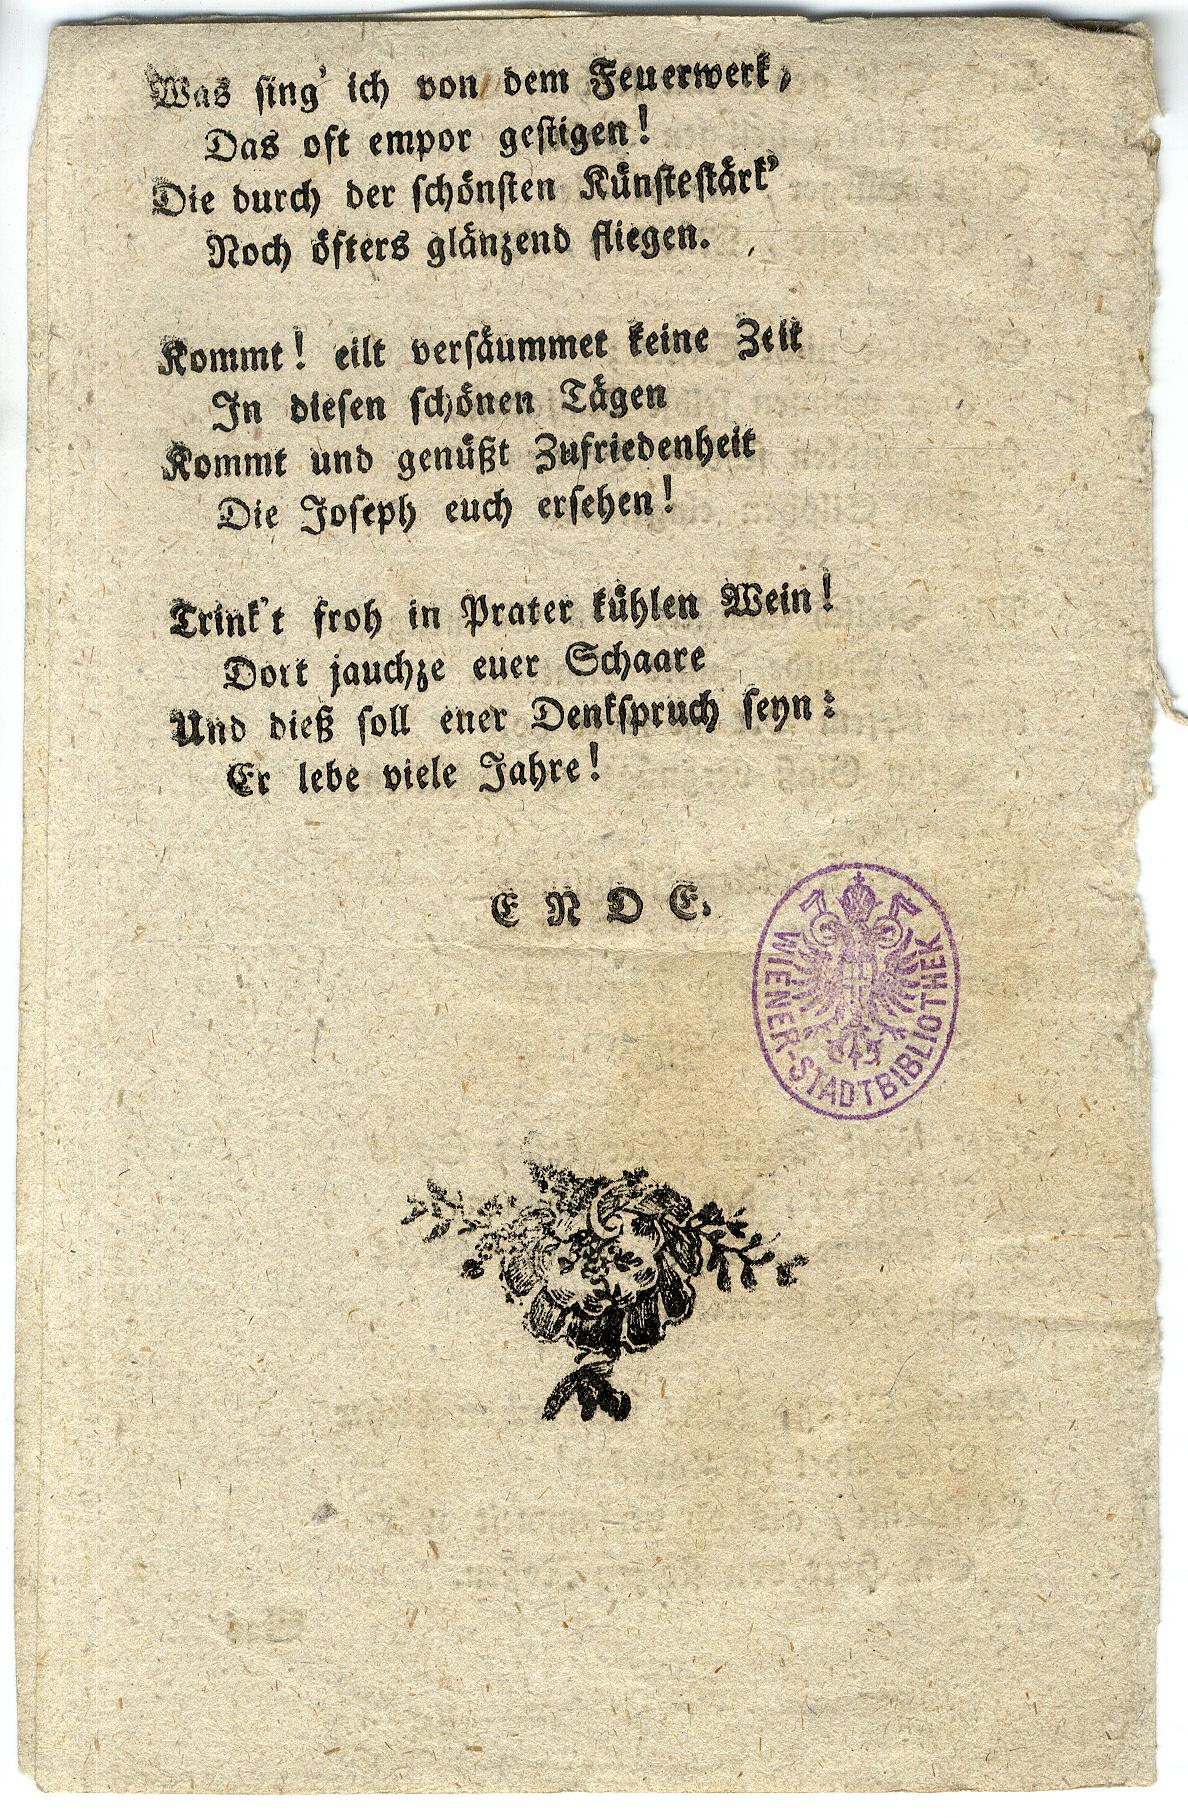 Was ſing' ich von dem Feuerwerk,
Das oft empor geſtigen!
Die durch der ſchönſten Künſteſtärk'
Noch öfters glänzend fliegen.
Kommt! eilt verſäummet keine Zeit
In dieſen ſchönen Tägen
Kommt und genüßt Zufriedenheit
Die Joſeph euch erſehen!
Trink't froh in Prater kühlen Wein!
Dort jauchze euer Schaare
Und dieß ſoll ener Denkſpruch ſeyn:
Er lebe viele Jahre!
E N D E.
WIENER-STADTBIBLIOTHEK